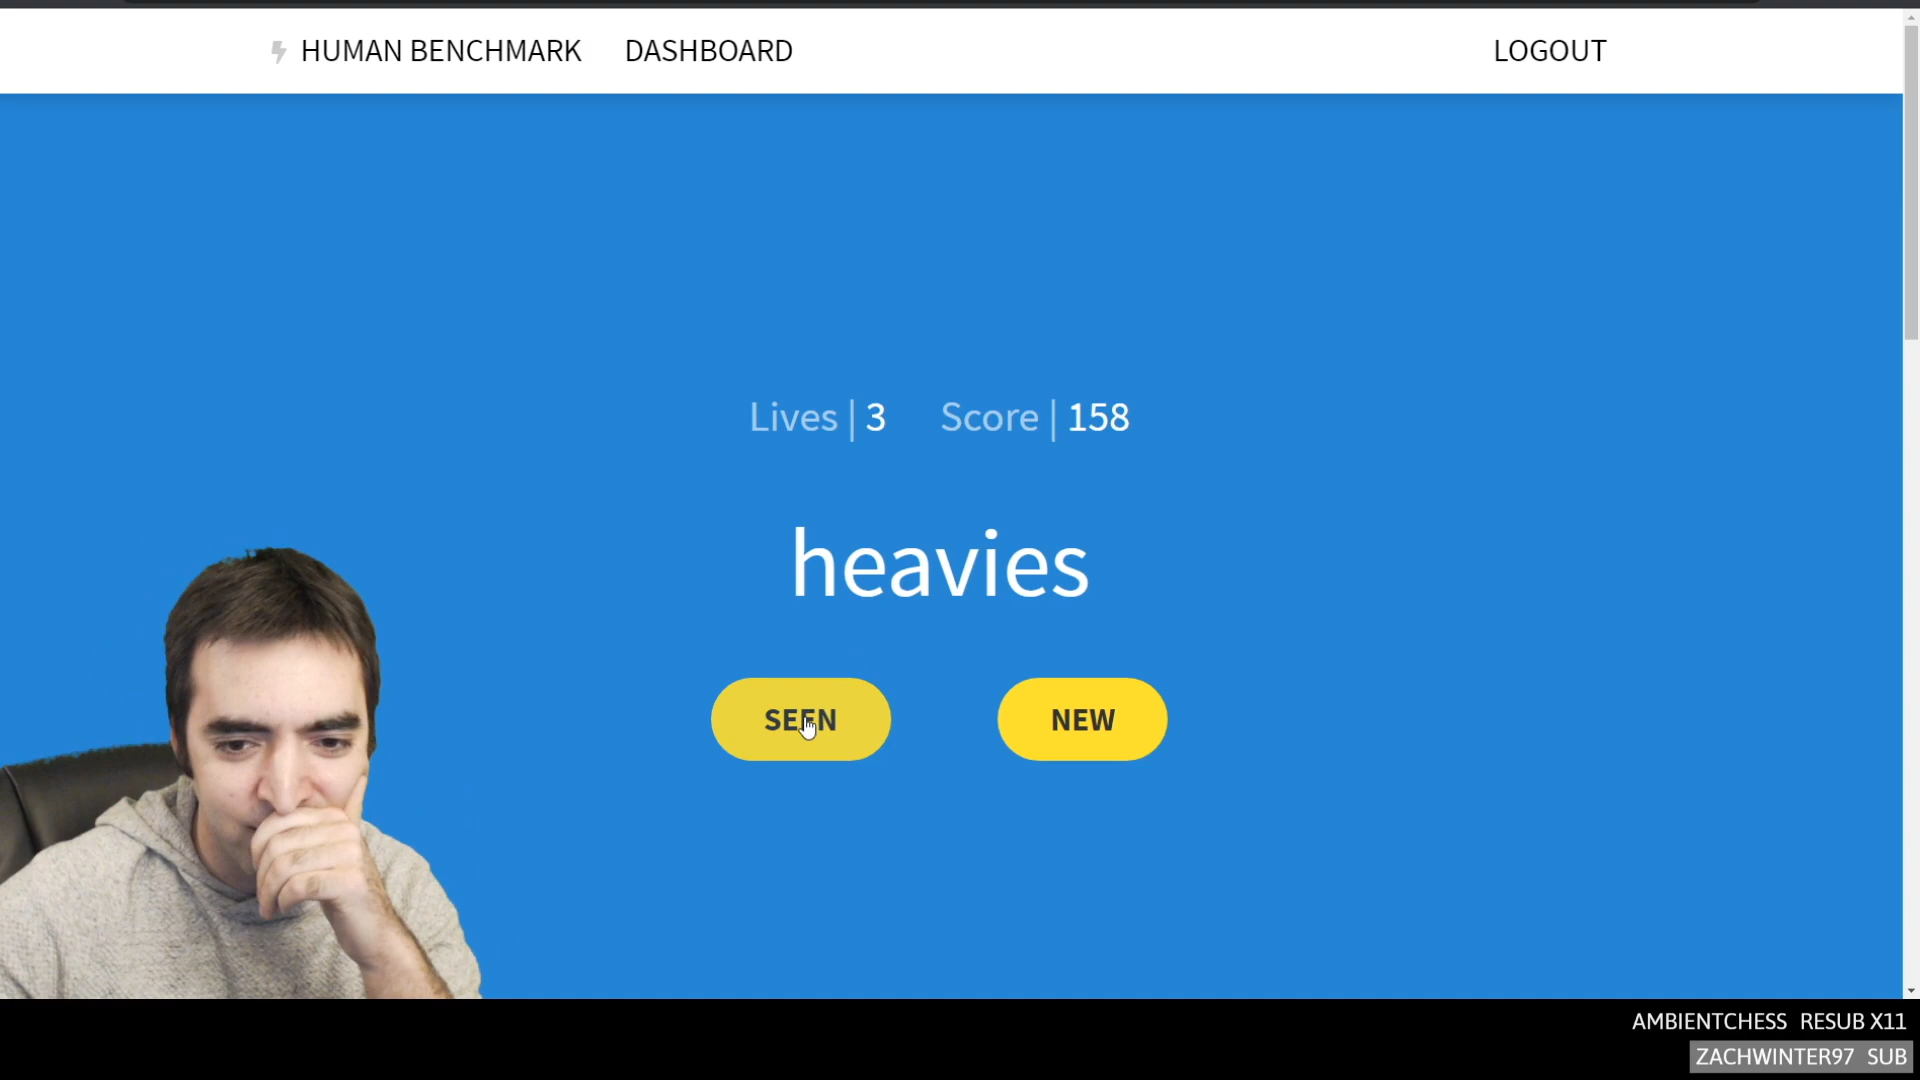 HUMAN BENCHMARK DASHBOARD LOGOUT
Lives | 3 Score | 158
heavies
SEEN NEW
AMBIENTCHESS RESUB X11
ZACHWINTER97 SUB